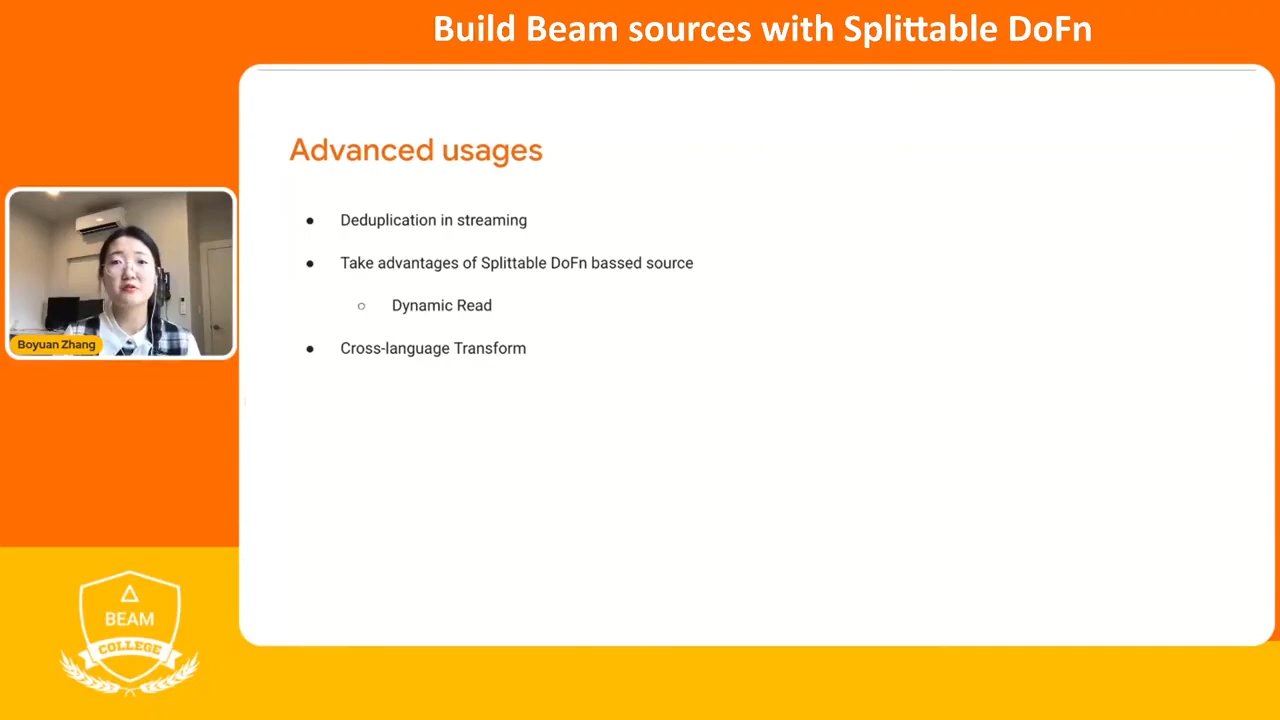 Build Beam sources with Splittable DoFn
Advanced usages
● Deduplication in streaming
● Take advantages of Splittable DoFn bassed source
○ Dynamic Read
● Cross-language Transform
Boyuan Zhang
BEAM
COLLEGE